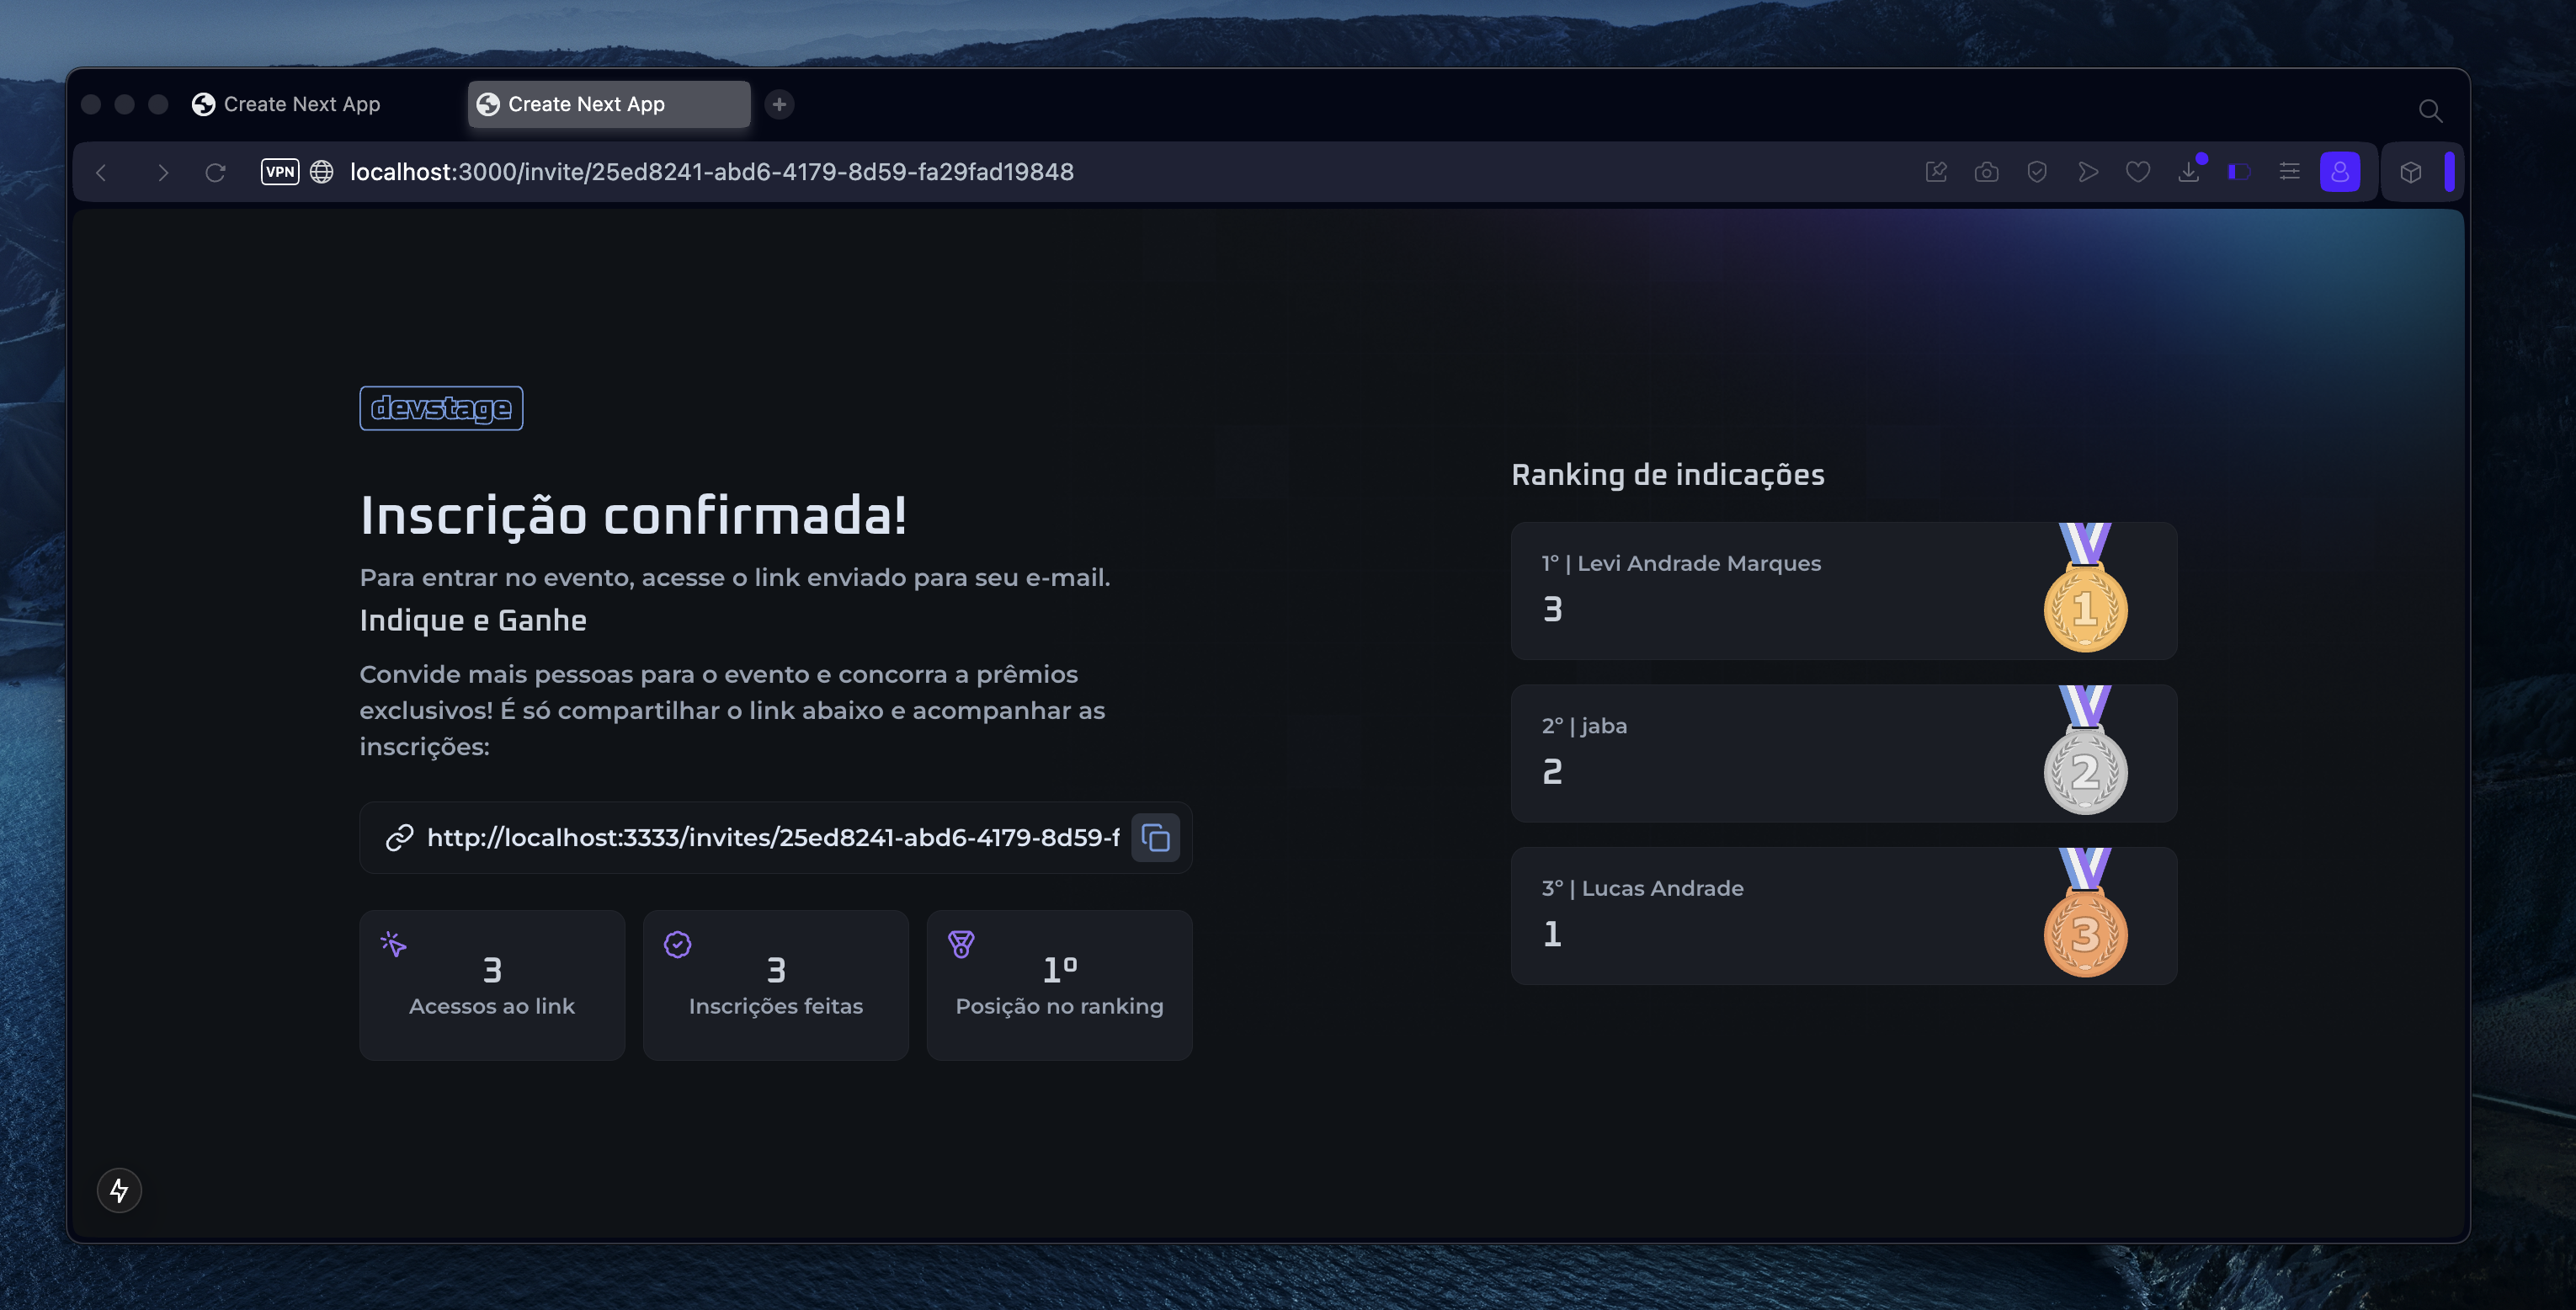 Create Next App
Create Next App
VPN
localhost:3000/invite/25ed8241-abd6-4179-8d59-fa29fad19848
devstage
Inscrição confirmada!
Para entrar no evento, acesse o link enviado para seu e-mail.
Indique e Ganhe
Convide mais pessoas para o evento e concorra a prêmios
exclusivos! É só compartilhar o link abaixo e acompanhar as
inscrições:
http://localhost:3333/invites/25ed8241-abd6-4179-8d59-f
3
Acessos ao link
3
Inscrições feitas
1º
Posição no ranking
Ranking de indicações
1º | Levi Andrade Marques
3
1
2º | jaba
2
2
3º | Lucas Andrade
1
3